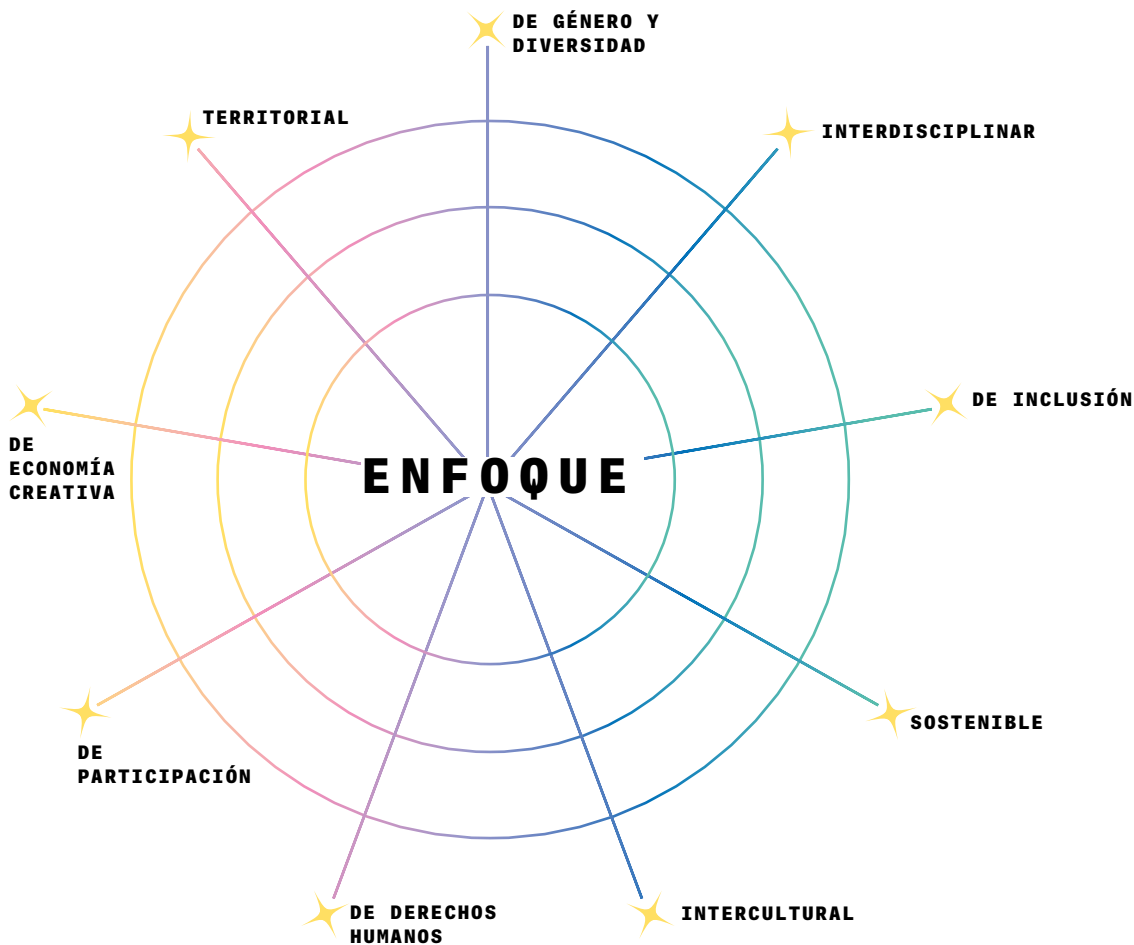 DE GÉNERO Y
DIVERSIDAD
TERRITORIAL
INTERDISCIPLINAR
DE INCLUSIÓN
DE
ECONOMÍA
CREATIVA
ENFOQUE
SOSTENIBLE
DE
PARTICIPACIÓN
DE DERECHOS
HUMANOS
INTERCULTURAL